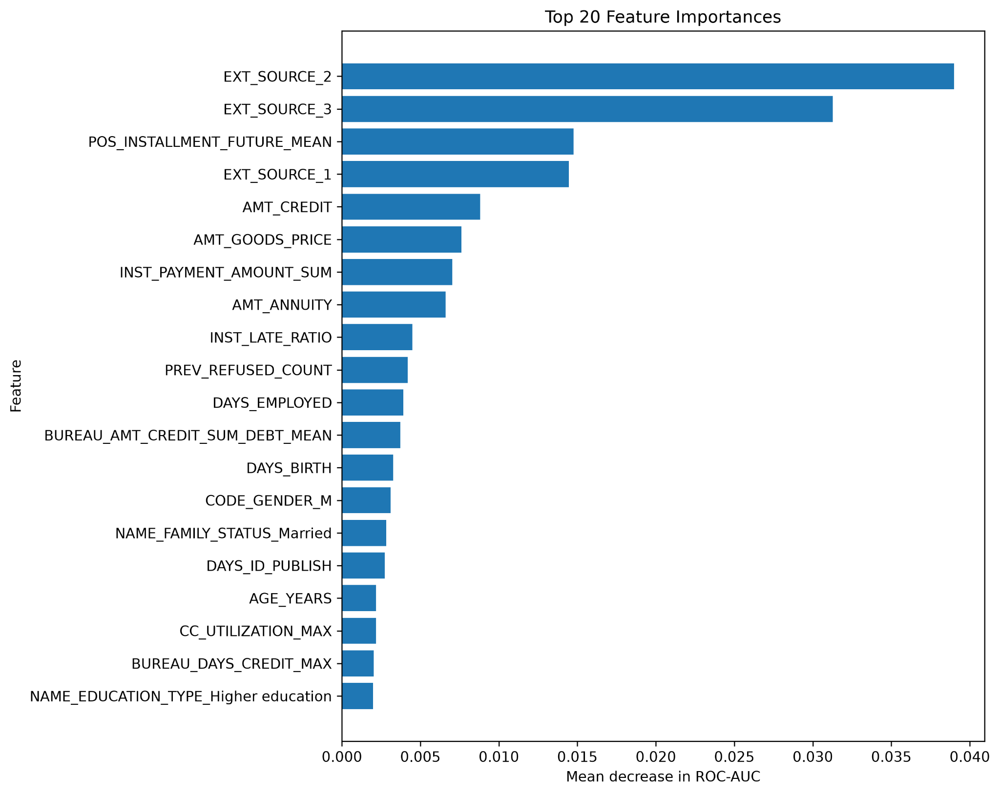 Top 20 Feature Importances
EXT_SOURCE_2
EXT_SOURCE_3
POS_INSTALLMENT_FUTURE_MEAN
EXT_SOURCE_1
AMT_CREDIT
AMT_GOODS_PRICE
INST_PAYMENT_AMOUNT_SUM
AMT_ANNUITY
INST_LATE_RATIO
PREV_REFUSED_COUNT
DAYS_EMPLOYED
BUREAU_AMT_CREDIT_SUM_DEBT_MEAN
DAYS_BIRTH
CODE_GENDER_M
NAME_FAMILY_STATUS_Married
DAYS_ID_PUBLISH
AGE_YEARS
CC_UTILIZATION_MAX
BUREAU_DAYS_CREDIT_MAX
NAME_EDUCATION_TYPE_Higher education
Feature
0.000 0.005 0.010 0.015 0.020 0.025 0.030 0.035 0.040
Mean decrease in ROC-AUC